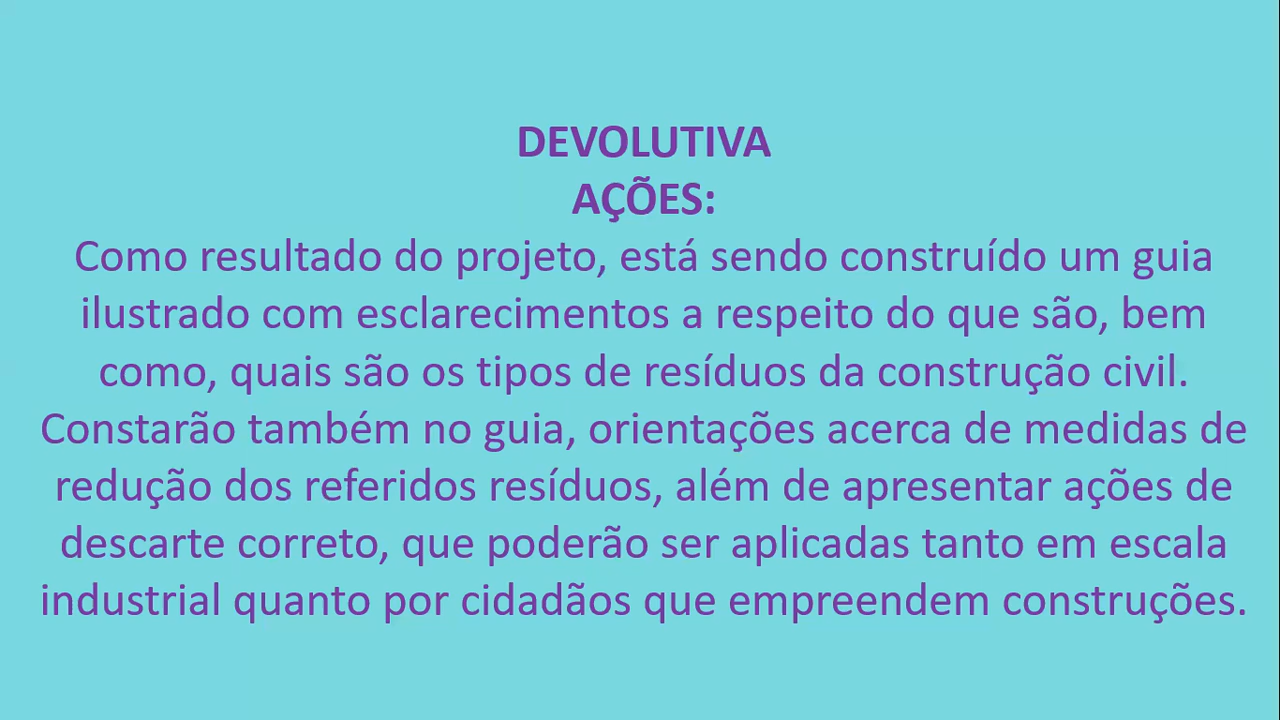 DEVOLUTIVA
AÇÕES:
Como resultado do projeto, está sendo construído um guia
ilustrado com esclarecimentos a respeito do que são, bem
como, quais são os tipos de resíduos da construção civil.
Constarão também no guia, orientações acerca de medidas de
redução dos referidos resíduos, além de apresentar ações de
descarte correto, que poderão ser aplicadas tanto em escala
industrial quanto por cidadãos que empreendem construções.